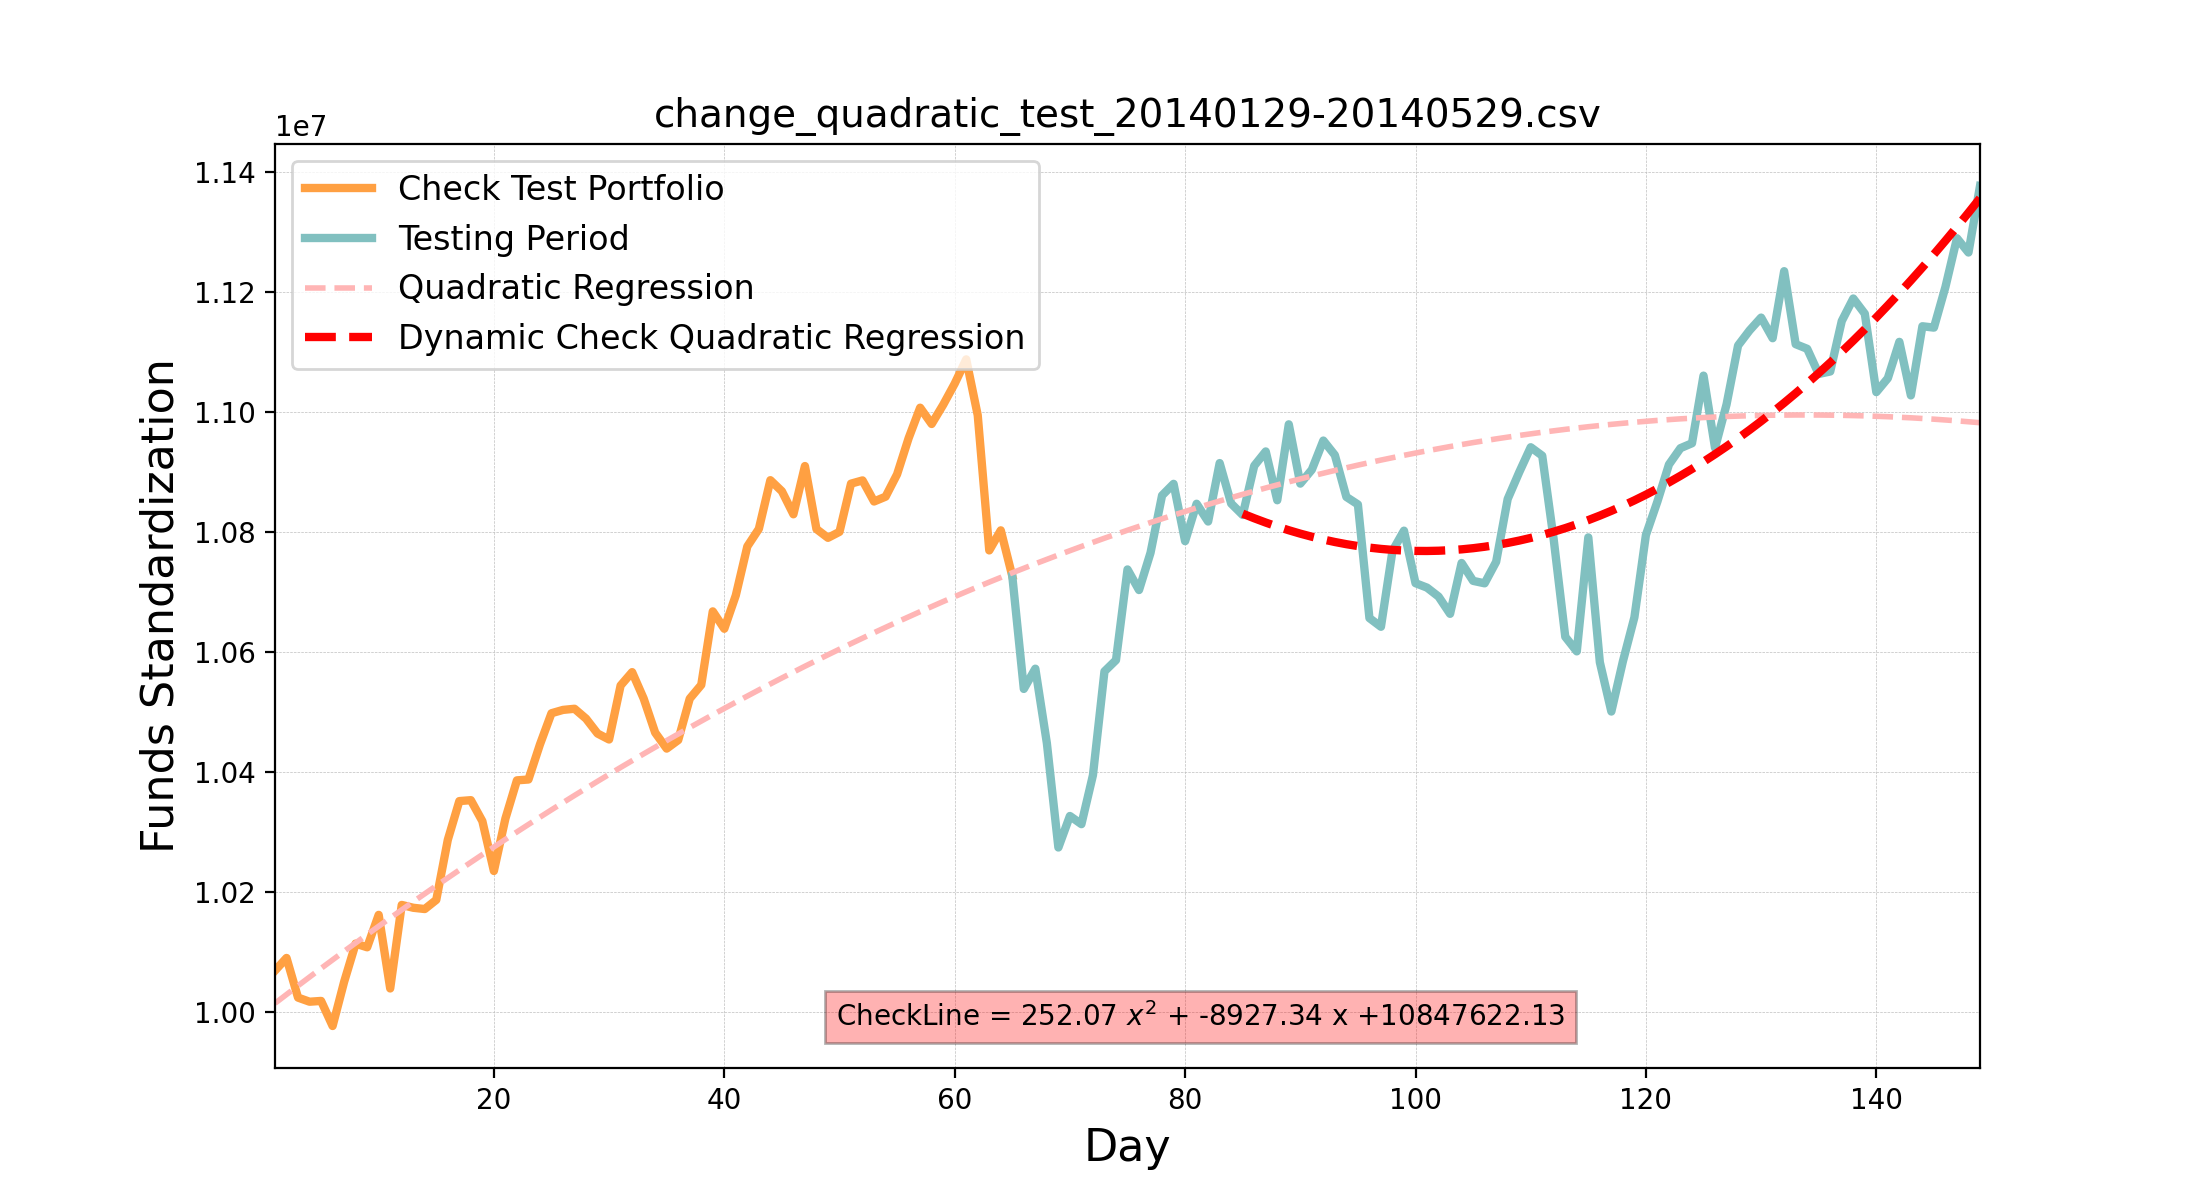 change_quadratic_test_20140129-20140529.csv
1e7
1.14
1.12
1.10
1.08
1.06
1.04
1.02
1.00
Funds Standardization
Check Test Portfolio
Testing Period
Quadratic Regression
Dynamic Check Quadratic Regression
CheckLine = 252.07 x² + -8927.34 x +10847622.13
20 40 60 80 100 120 140
Day